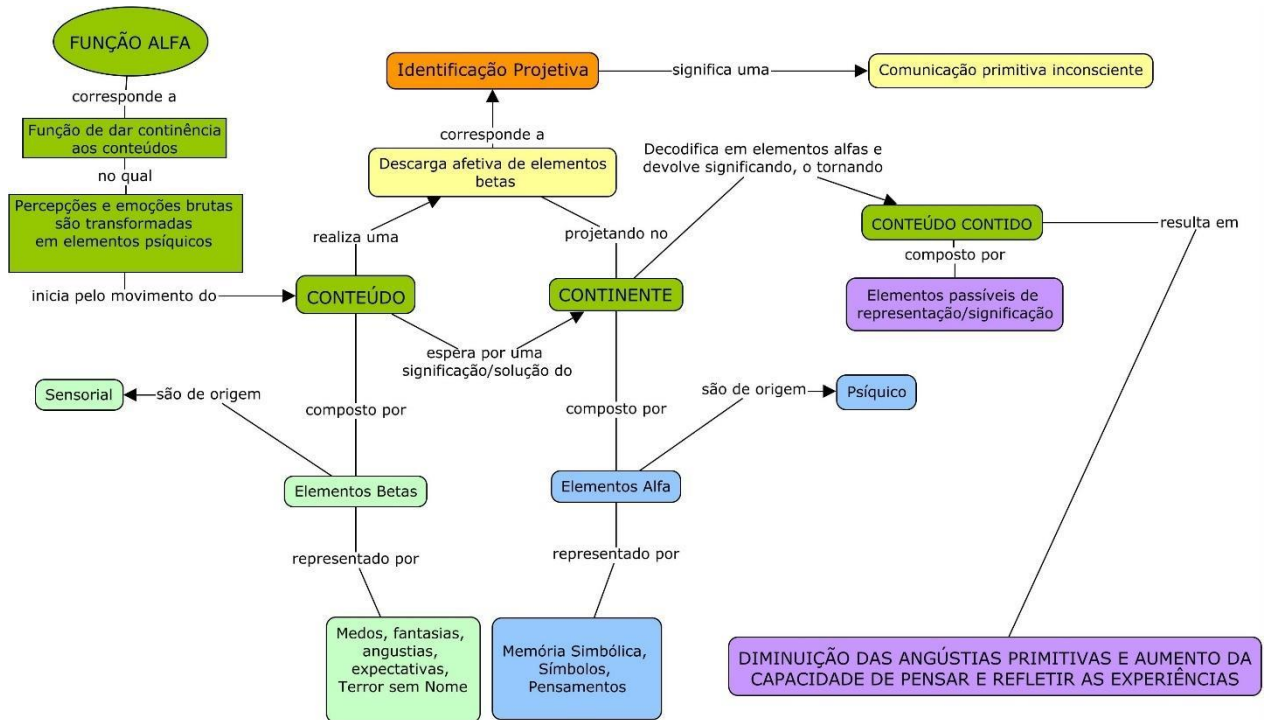 FUNÇÃO ALFA
corresponde a
Função de dar continência
aos conteúdos
no qual
Percepções e emoções brutas
são transformadas
em elementos psíquicos
inicia pelo movimento do
CONTEÚDO
realiza uma
Descarga afetiva de elementos
betas
corresponde a
Identificação Projetiva
significa uma
Comunicação primitiva inconsciente
projetando no
CONTINENTE
espera por uma
significação/solução do
Decodifica em elementos alfas e
devolve significando, o tornando
CONTEÚDO CONTIDO
composto por
Elementos passíveis de
representação/significação
resulta em
DIMINUIÇÃO DAS ANGÚSTIAS PRIMITIVAS E AUMENTO DA
CAPACIDADE DE PENSAR E REFLETIR AS EXPERIÊNCIAS
composto por
Elementos Betas
são de origem
Sensorial
representado por
Medos, fantasias,
angustias,
expectativas,
Terror sem Nome
composto por
Elementos Alfa
são de origem
Psíquico
representado por
Memória Simbólica,
Símbolos,
Pensamentos